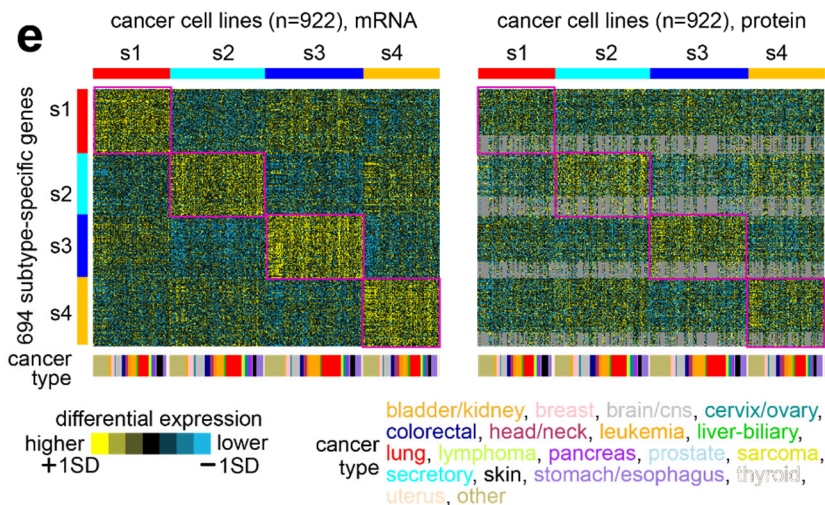 e
cancer cell lines (n=922), mRNA
cancer cell lines (n=922), protein
s1 s2 s3 s4
s1 s2 s3 s4
694 subtype-specific genes
s1
s2
s3
s4
cancer type
differential expression
higher lower
+1SD −1SD
cancer type
bladder/kidney, breast, brain/cns, cervix/ovary,
colorectal, head/neck, leukemia, liver-biliary,
lung, lymphoma, pancreas, prostate, sarcoma,
secretory, skin, stomach/esophagus, thyroid,
uterus, other